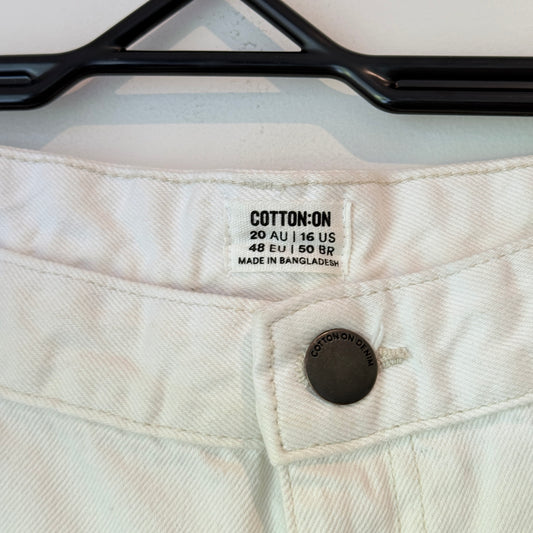 COTTON:ON
20 AU | 16 US
48 EU | 50 BR
MADE IN BANGLADESH
COTTON ON DENIM